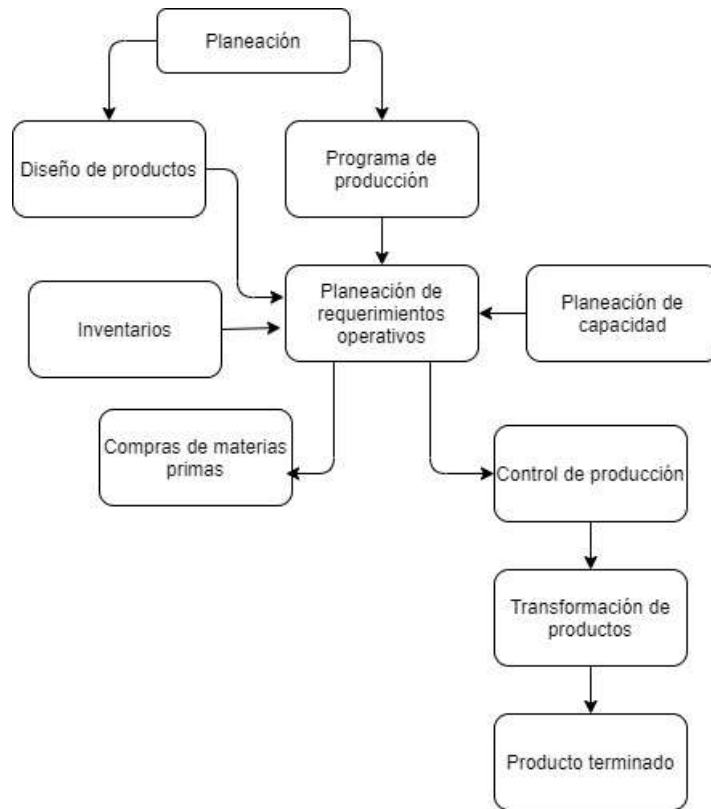 Planeación
Diseño de productos
Programa de
producción
Inventarios
Planeación de
requerimientos
operativos
Planeación de
capacidad
Compras de materias
primas
Control de producción
Transformación de
productos
Producto terminado